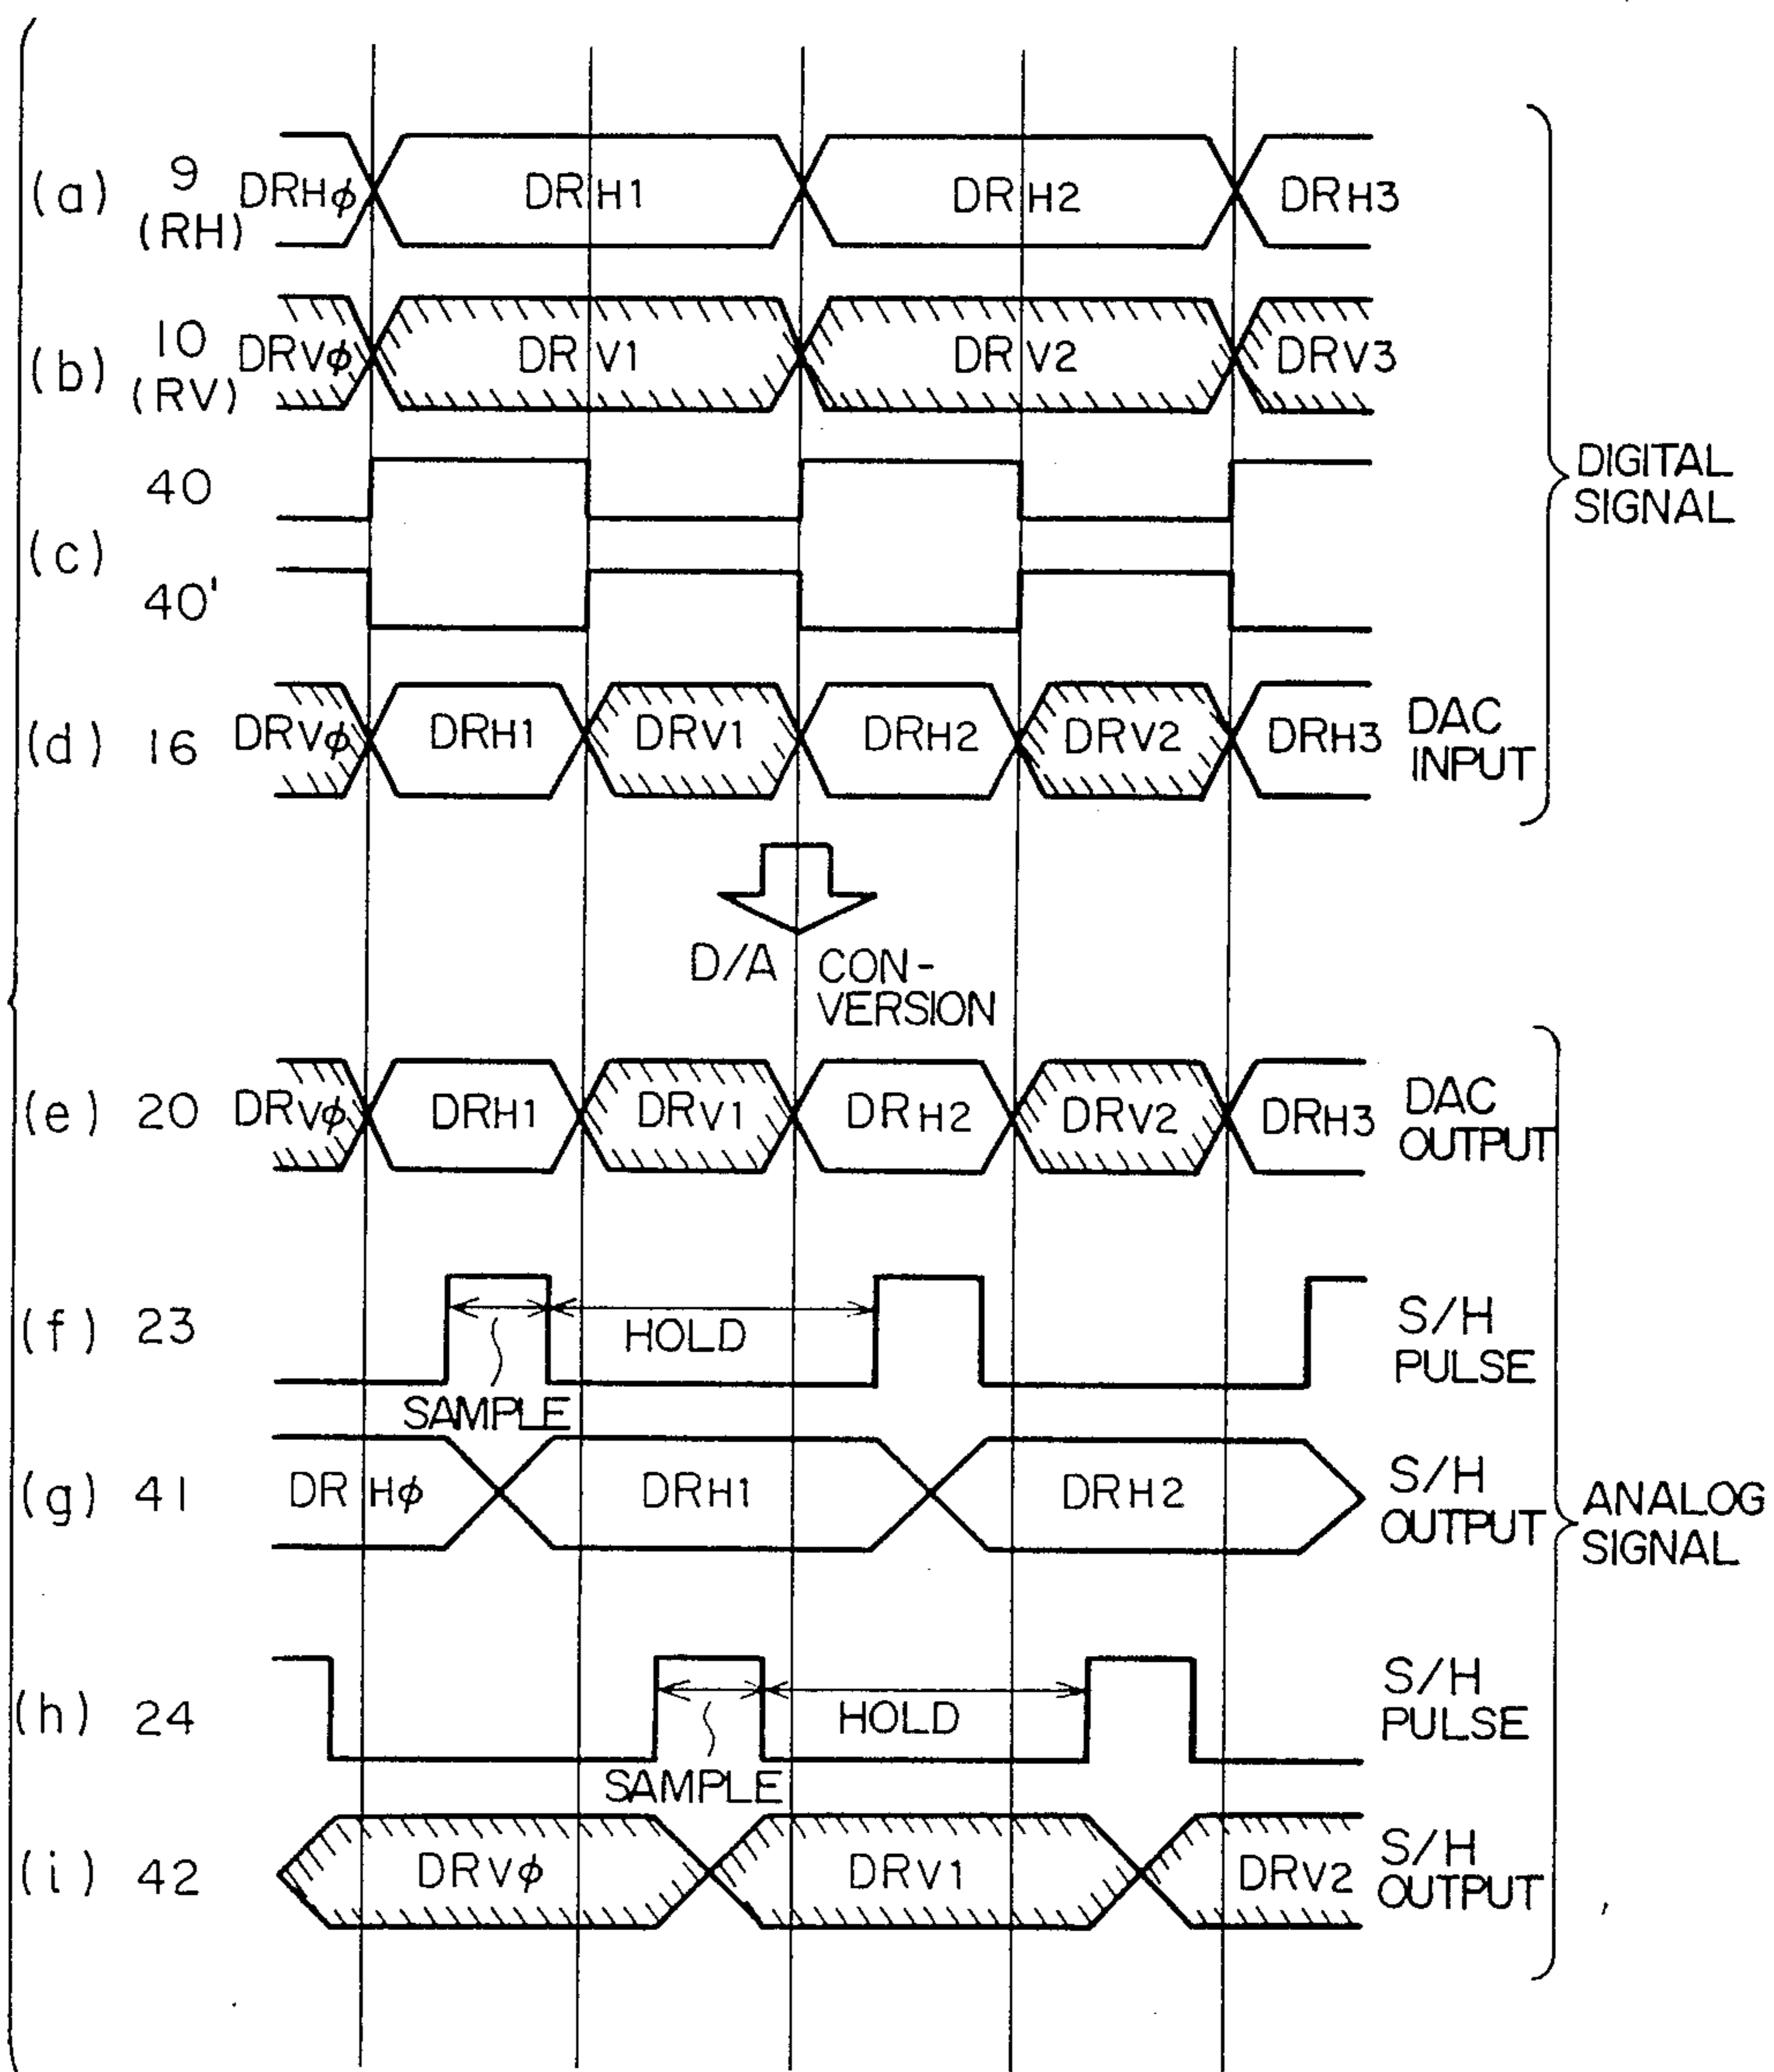 (a) 9 (RH) DRHφ DRH1 DRH2 DRH3
(b) 10 (RV) DRVφ DRV1 DRV2 DRV3
DIGITAL SIGNAL
(c) 40
40'
(d) 16 DRVφ DRH1 DRV1 DRH2 DRV2 DRH3 DAC INPUT
D/A CON-
VERSION
(e) 20 DRVφ DRH1 DRV1 DRH2 DRV2 DRH3 DAC OUTPUT
(f) 23 HOLD S/H PULSE
SAMPLE
(g) 41 DRHφ DRH1 DRH2 S/H OUTPUT
ANALOG SIGNAL
(h) 24 HOLD S/H PULSE
SAMPLE
(i) 42 DRVφ DRV1 DRV2 S/H OUTPUT